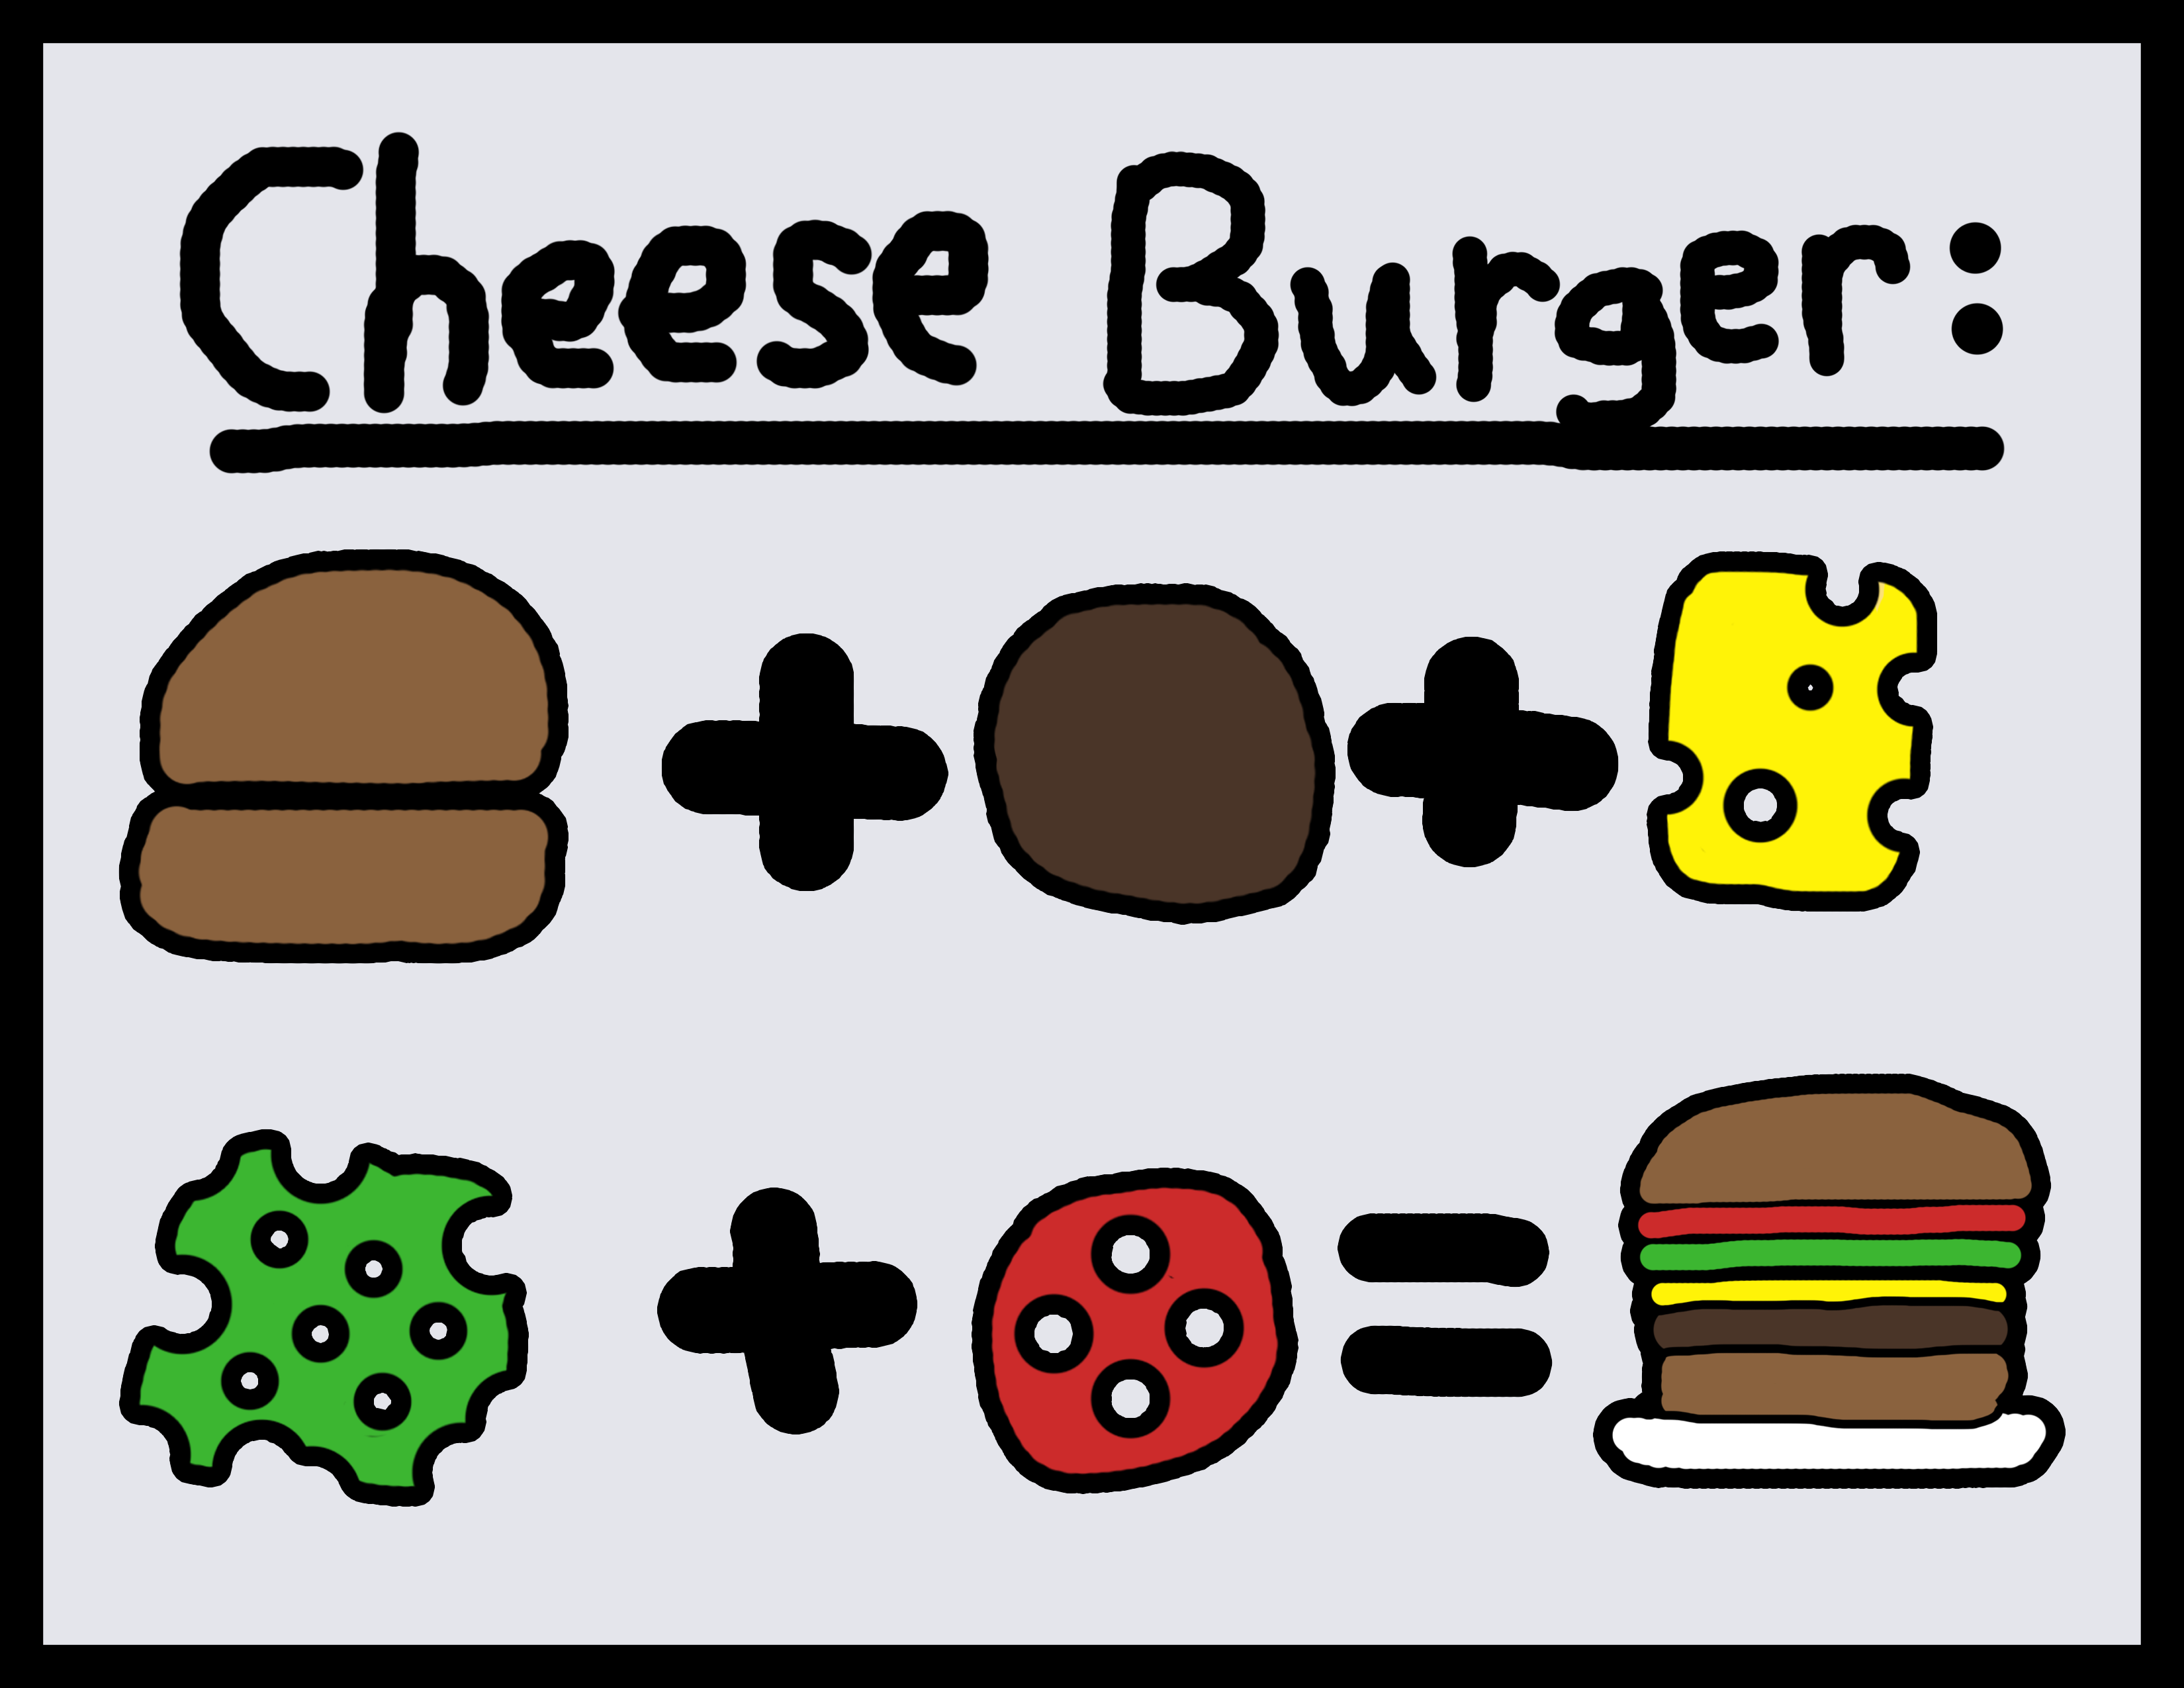 Cheese Burger:
+ +
+ =